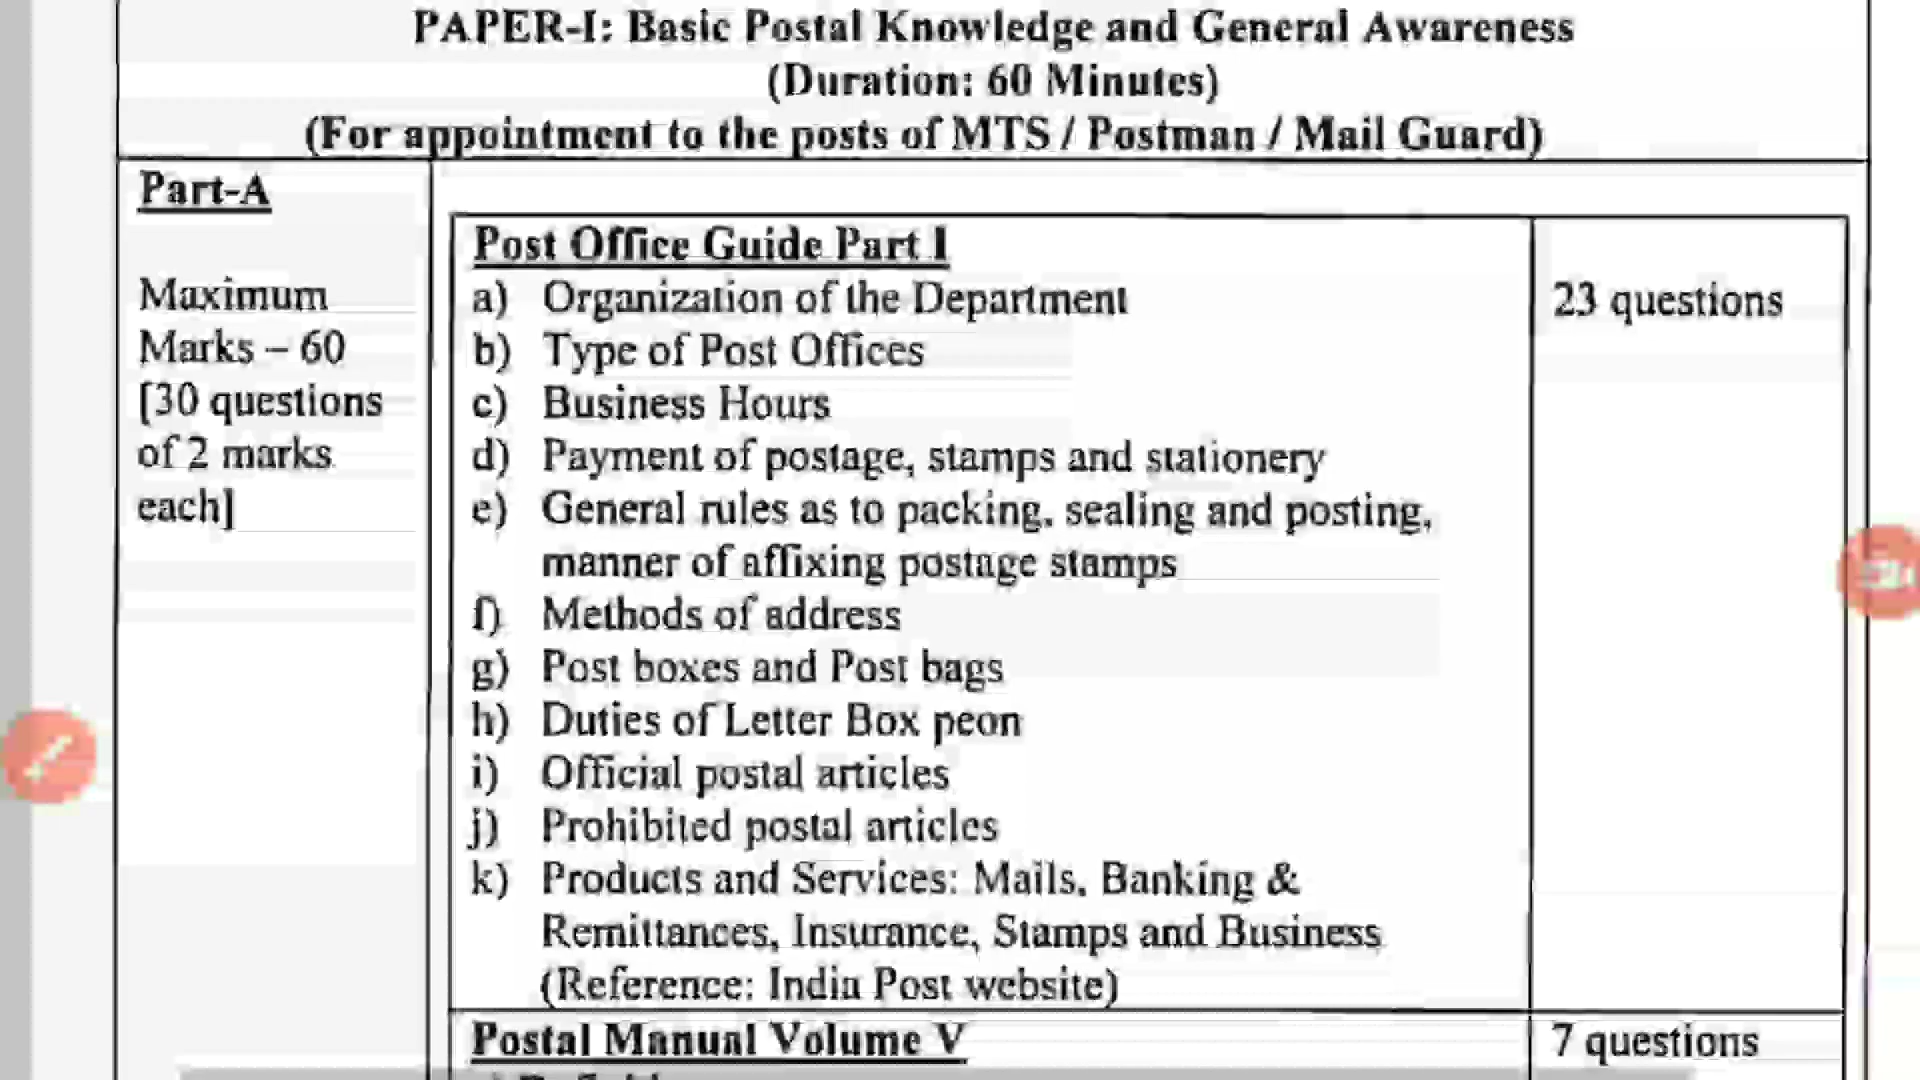 PAPER-I: Basic Postal Knowledge and General Awareness
(Duration: 60 Minutes)
(For appointment to the posts of MTS / Postman / Mail Guard)
Part-A
Maximum
Marks – 60
[30 questions
of 2 marks
each]
Post Office Guide Part I
a) Organization of the Department
b) Type of Post Offices
c) Business Hours
d) Payment of postage, stamps and stationery
e) General rules as to packing, sealing and posting,
manner of affixing postage stamps
f) Methods of address
g) Post boxes and Post bags
h) Duties of Letter Box peon
i) Official postal articles
j) Prohibited postal articles
k) Products and Services: Mails, Banking &
Remittances, Insurance, Stamps and Business
(Reference: India Post website)
23 questions
Postal Manual Volume V
7 questions